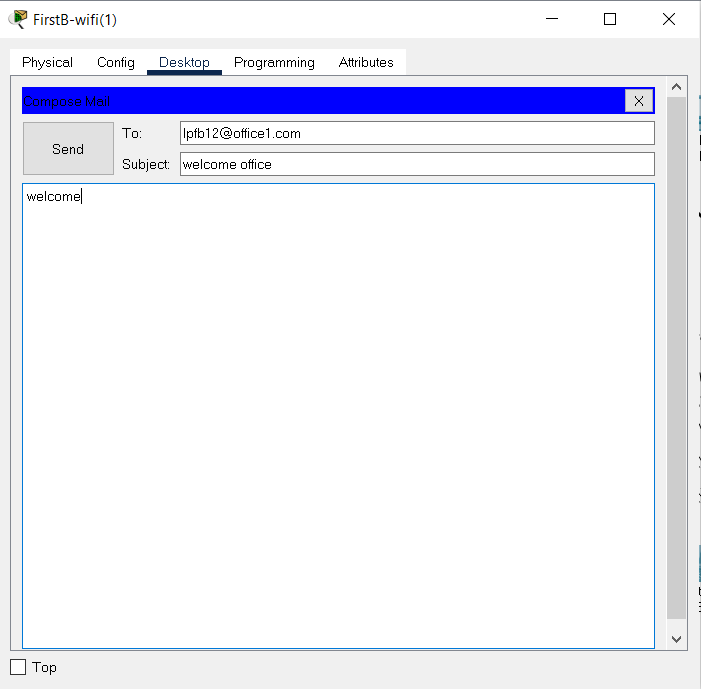 FirstB-wifi(1)
Physical Config Desktop Programming Attributes
Compose Mail
X
Send
To: lpfb12@office1.com
Subject: welcome office
welcome
Top